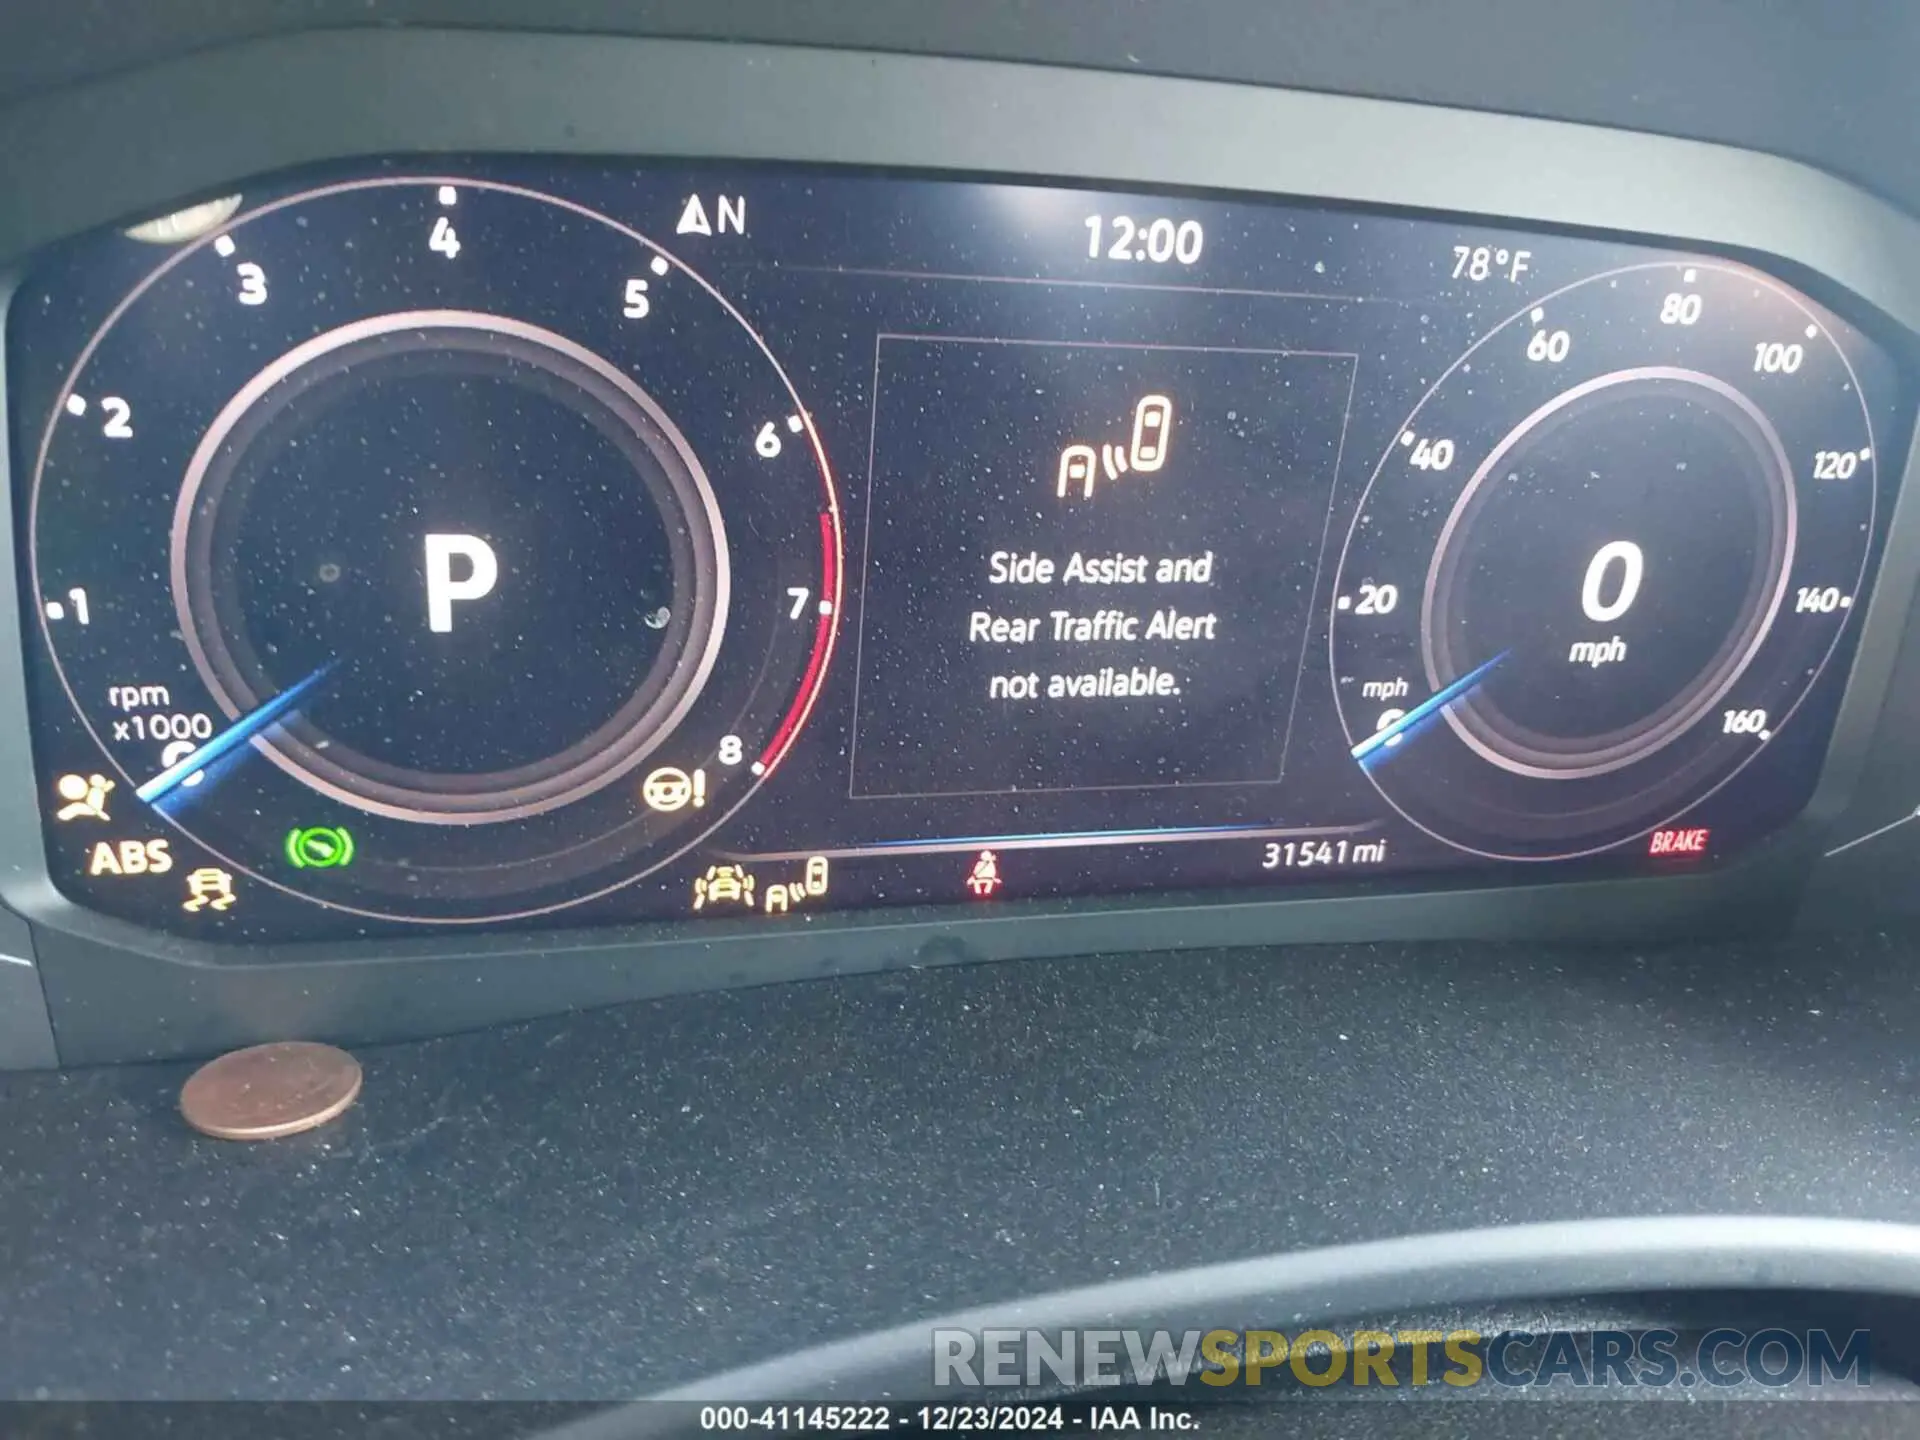 N
12:00
78°F
1
2
3
4
5
6
7
8
rpm
x1000
P
Side Assist and
Rear Traffic Alert
not available.
20
40
60
80
100
120
140
160
mph
0
mph
ABS
31541 mi
BRAKE
RENEWSPORTSCARS.COM
000-41145222 - 12/23/2024 - IAA Inc.